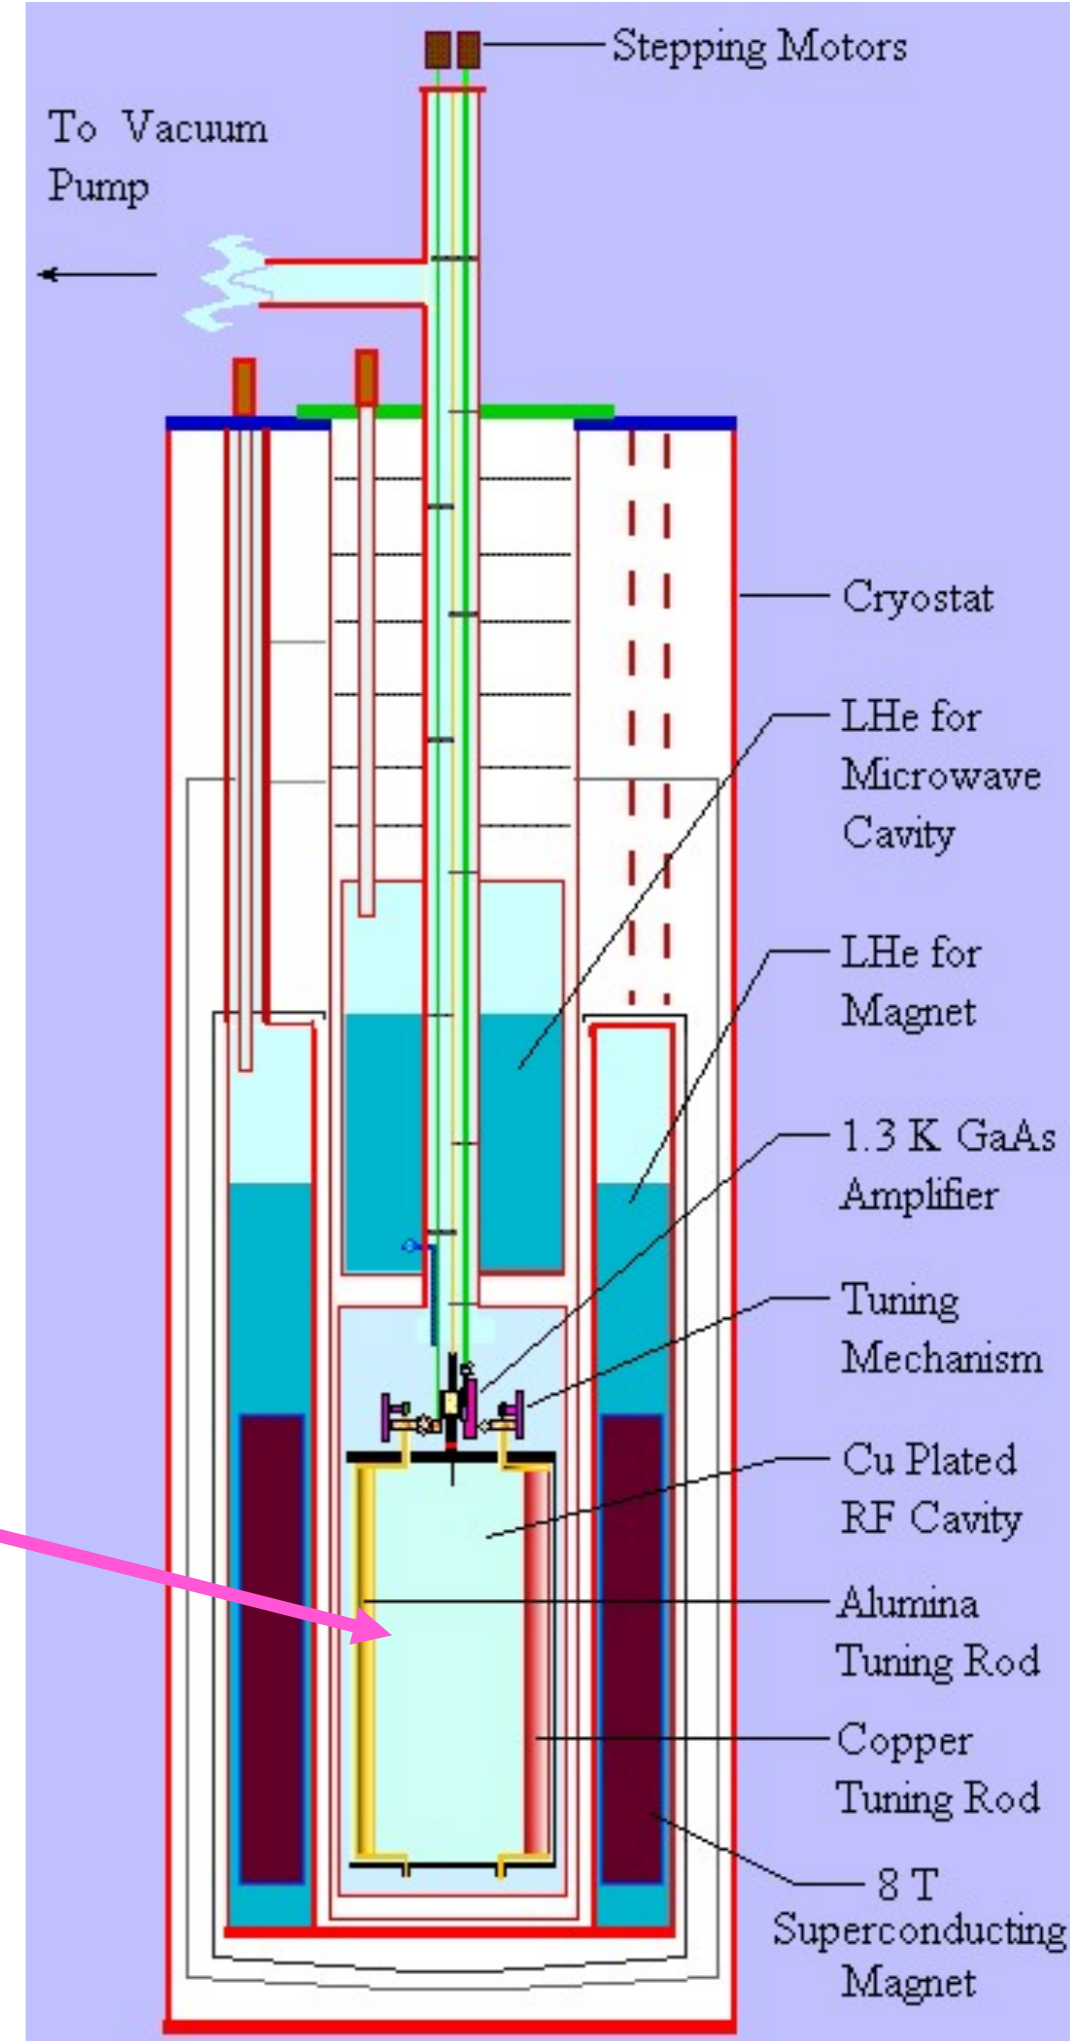 Stepping Motors
To Vacuum
Pump
Cryostat
LHe for
Microwave
Cavity
LHe for
Magnet
1.3 K GaAs
Amplifier
Tuning
Mechanism
Cu Plated
RF Cavity
Alumina
Tuning Rod
Copper
Tuning Rod
8 T
Superconducting
Magnet